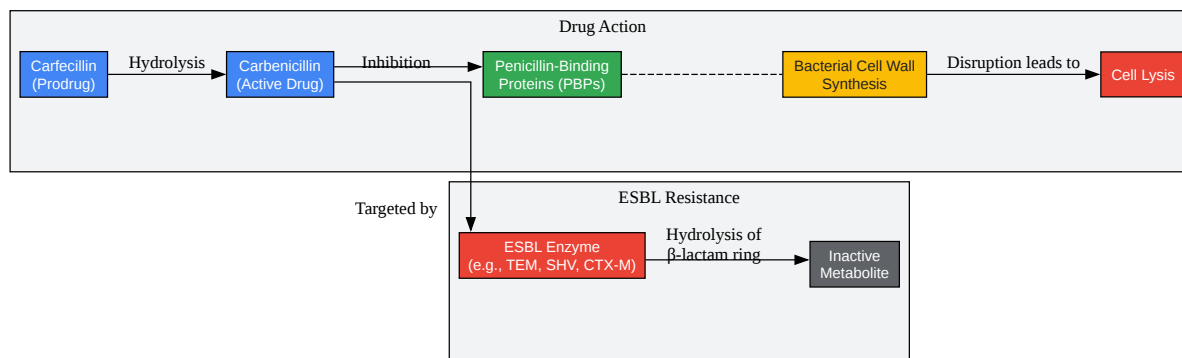 Drug Action
Carfecillin
(Prodrug)
Hydrolysis
Carbenicillin
(Active Drug)
Inhibition
Penicillin-Binding
Proteins (PBPs)
Bacterial Cell Wall
Synthesis
Disruption leads to
Cell Lysis
Targeted by
ESBL Resistance
ESBL Enzyme
(e.g., TEM, SHV, CTX-M)
Hydrolysis of
β-lactam ring
Inactive
Metabolite